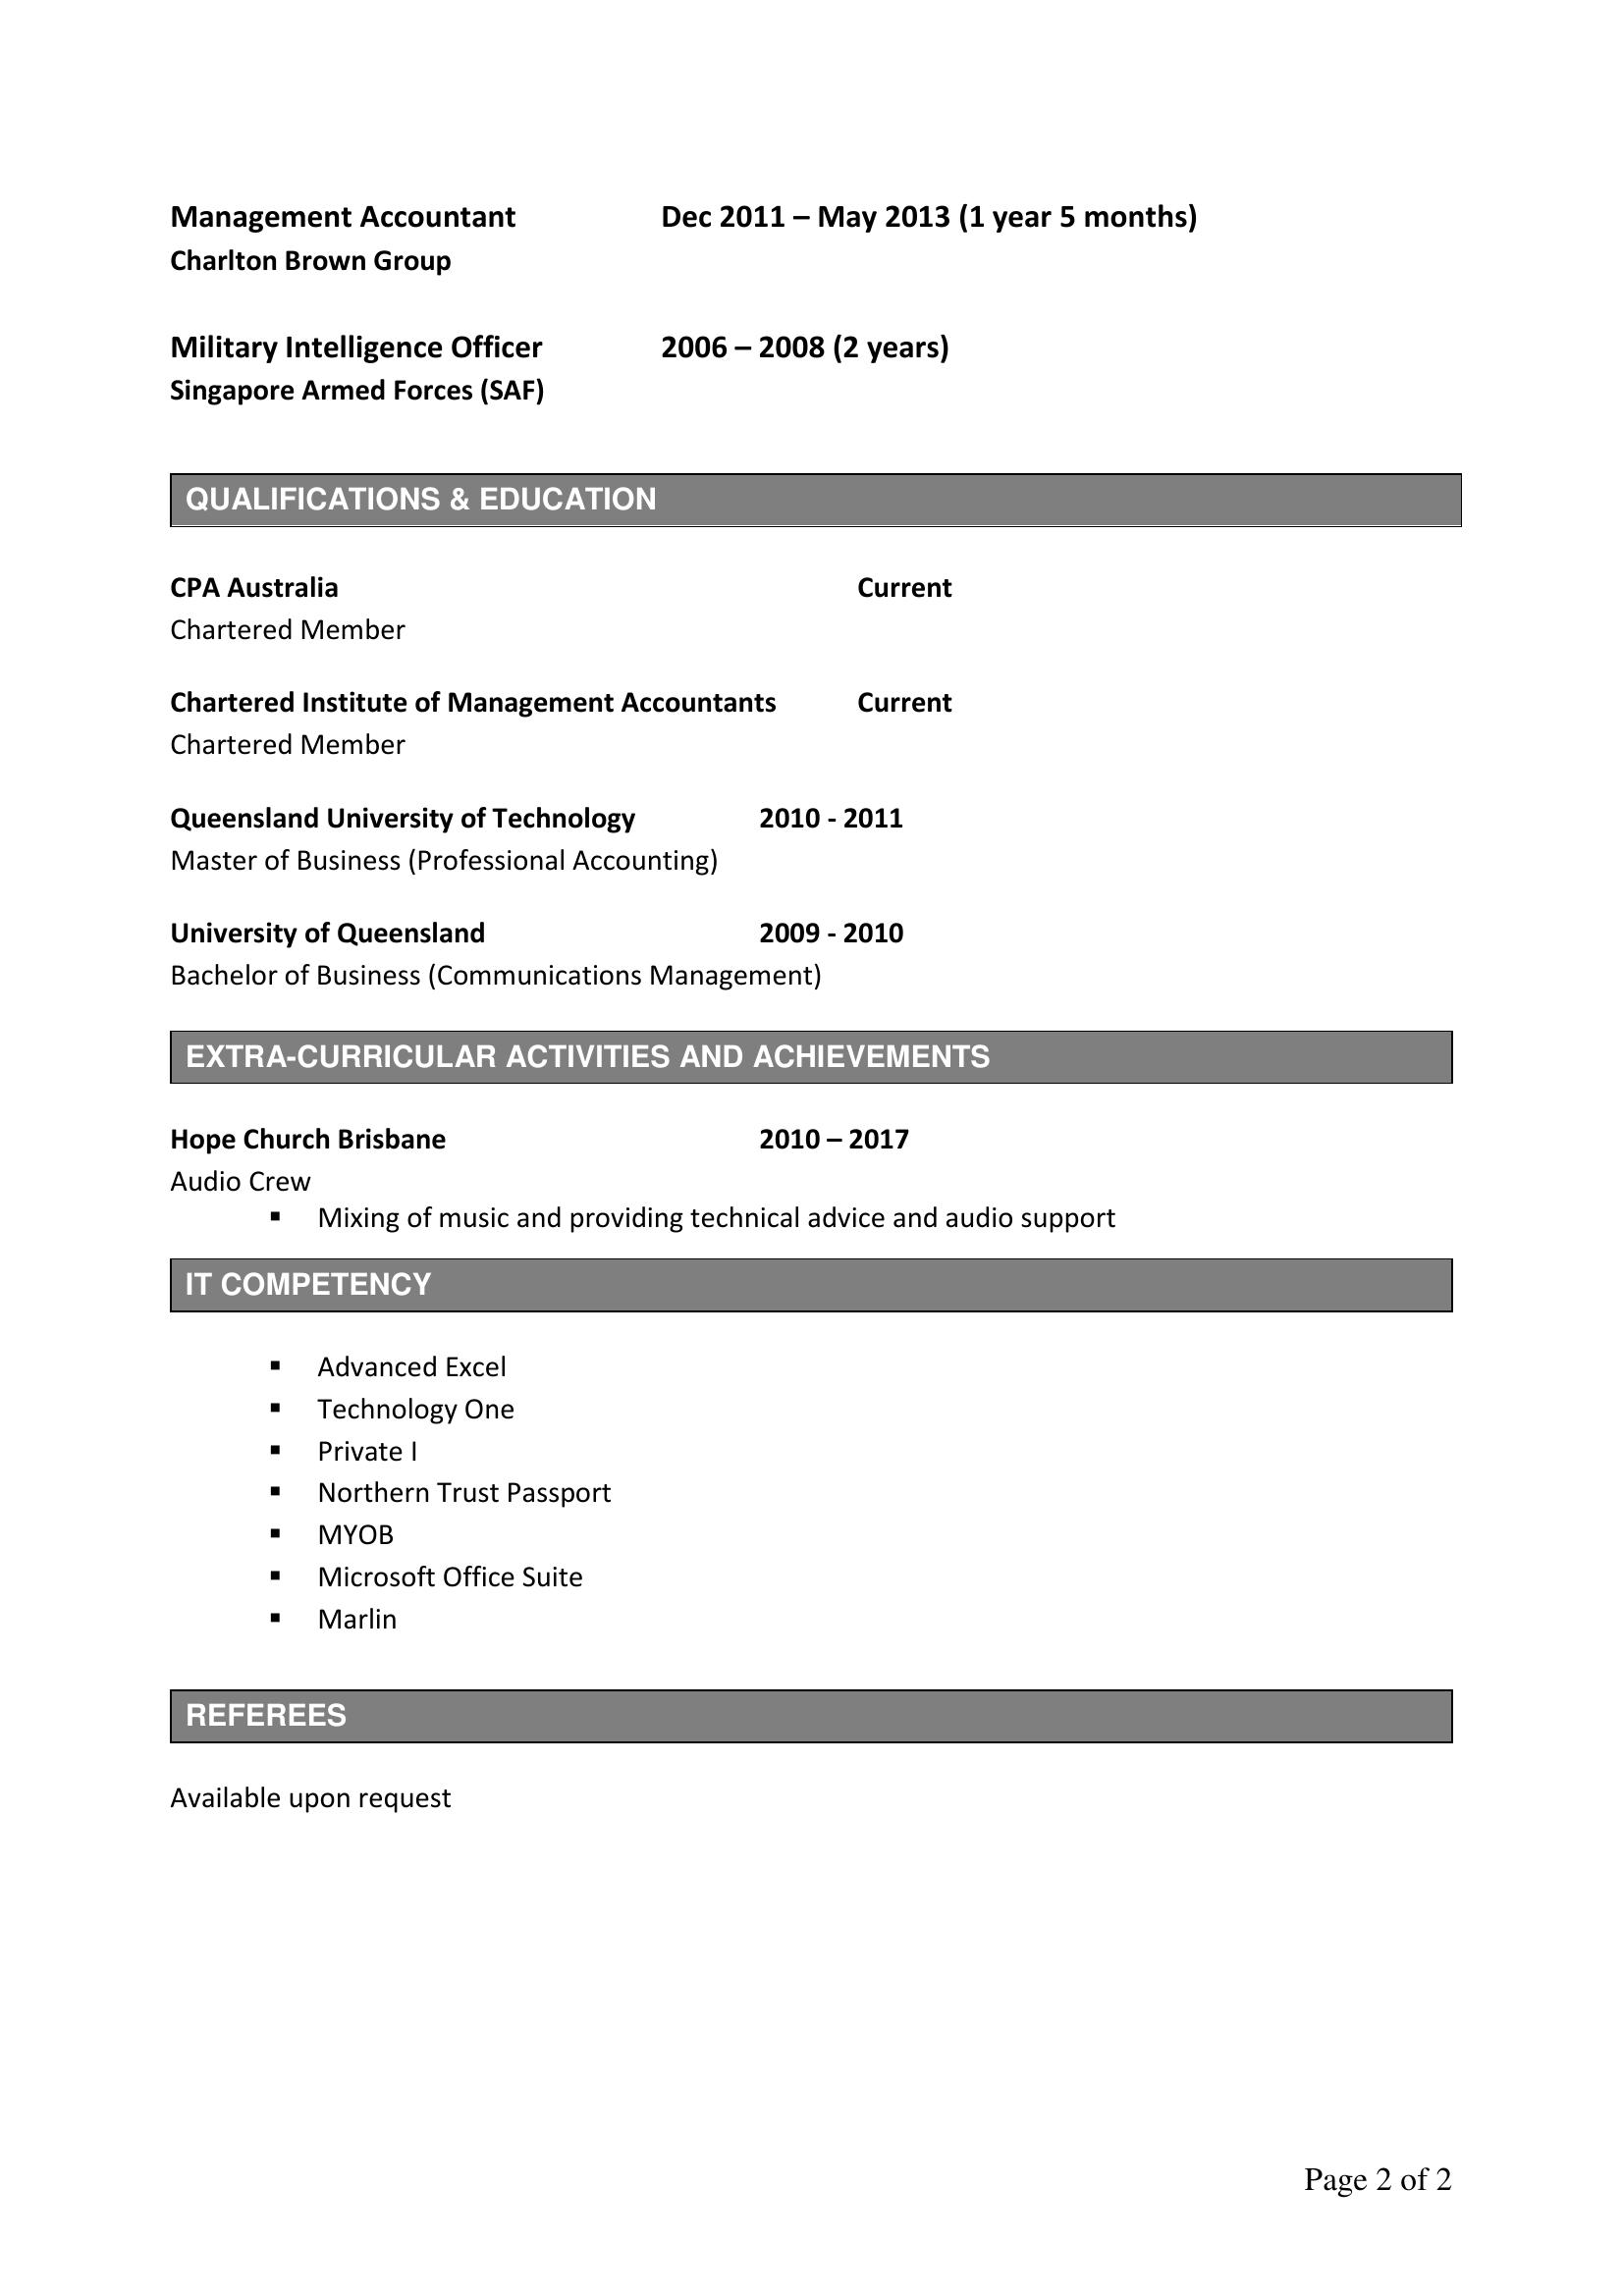 Management Accountant Dec 2011 – May 2013 (1 year 5 months)
Charlton Brown Group
Military Intelligence Officer 2006 – 2008 (2 years)
Singapore Armed Forces (SAF)
QUALIFICATIONS & EDUCATION
CPA Australia Current
Chartered Member
Chartered Institute of Management Accountants Current
Chartered Member
Queensland University of Technology 2010 - 2011
Master of Business (Professional Accounting)
University of Queensland 2009 - 2010
Bachelor of Business (Communications Management)
EXTRA-CURRICULAR ACTIVITIES AND ACHIEVEMENTS
Hope Church Brisbane 2010 – 2017
Audio Crew
▪ Mixing of music and providing technical advice and audio support
IT COMPETENCY
▪ Advanced Excel
▪ Technology One
▪ Private I
▪ Northern Trust Passport
▪ MYOB
▪ Microsoft Office Suite
▪ Marlin
REFEREES
Available upon request
Page 2 of 2